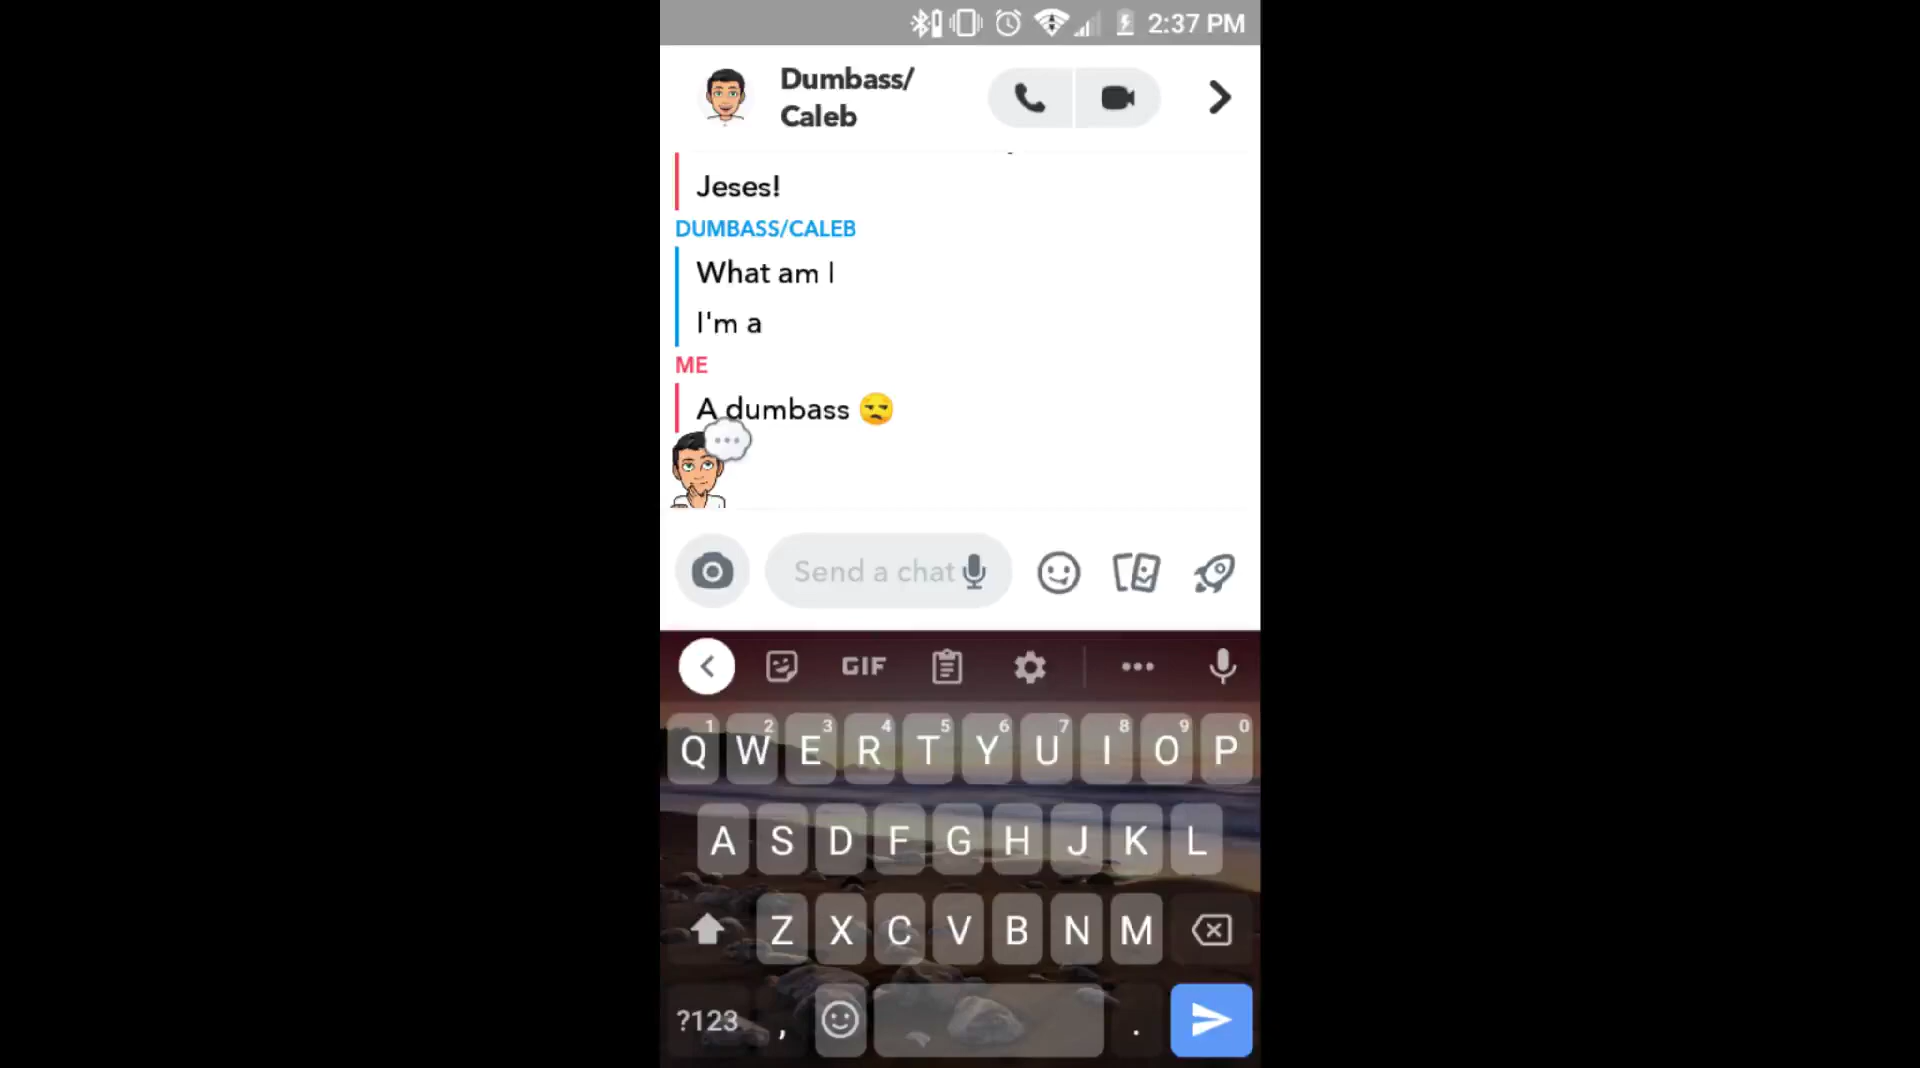 2:37 PM
Dumbass/
Caleb
Jeses!
DUMBASS/CALEB
What am I
I'm a
ME
A dumbass 😒
Send a chat
GIF
1 2 3 4 5 6 7 8 9 0
Q W E R T Y U I O P
A S D F G H J K L
Z X C V B N M
?123 , .